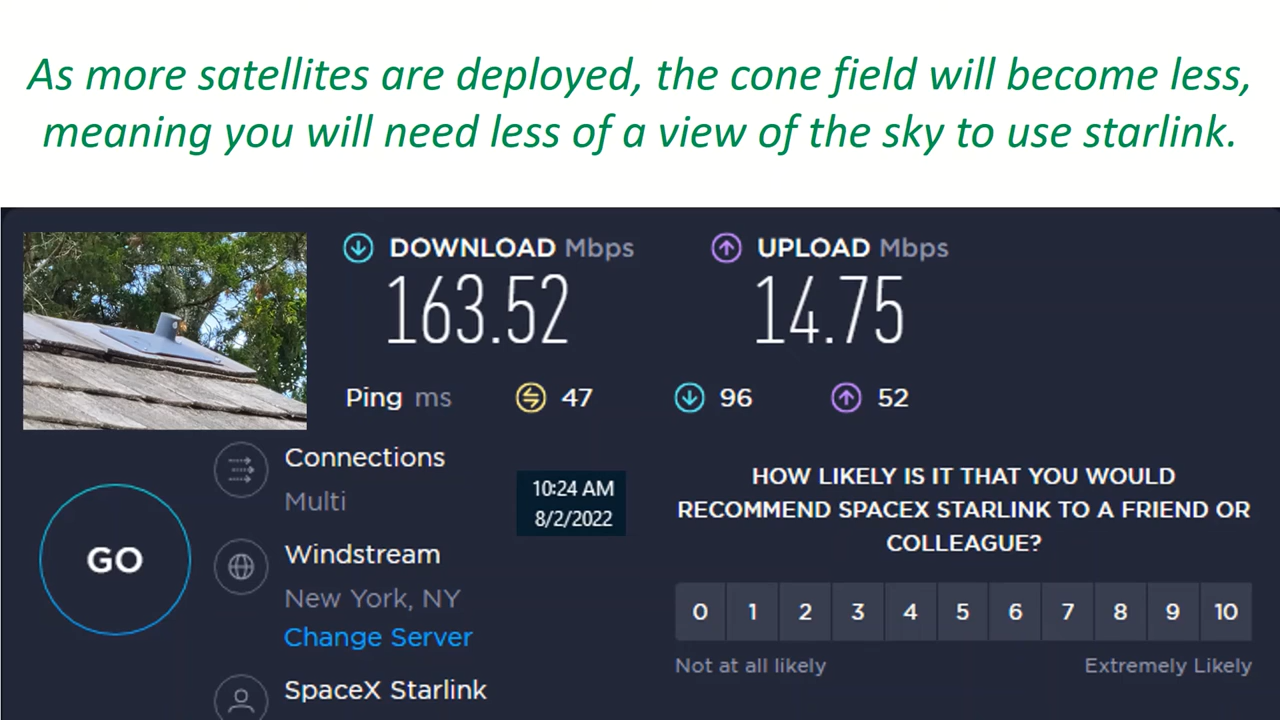 As more satellites are deployed, the cone field will become less,
meaning you will need less of a view of the sky to use starlink.
DOWNLOAD Mbps
163.52
UPLOAD Mbps
14.75
Ping ms 47 96 52
Connections
Multi
10:24 AM
8/2/2022
Windstream
New York, NY
Change Server
SpaceX Starlink
GO
HOW LIKELY IS IT THAT YOU WOULD
RECOMMEND SPACEX STARLINK TO A FRIEND OR
COLLEAGUE?
0 1 2 3 4 5 6 7 8 9 10
Not at all likely Extremely Likely